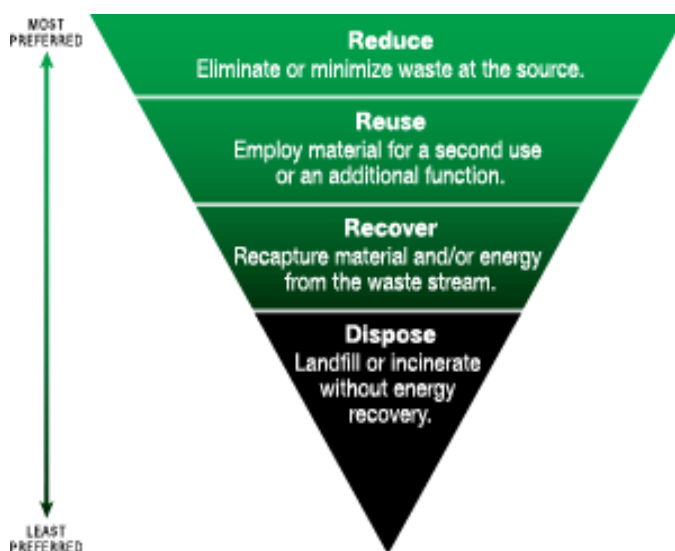 MOST
PREFERRED
Reduce
Eliminate or minimize waste at the source.
Reuse
Employ material for a second use
or an additional function.
Recover
Recapture material and/or energy
from the waste stream.
Dispose
Landfill or incinerate
without energy
recovery.
LEAST
PREFERRED